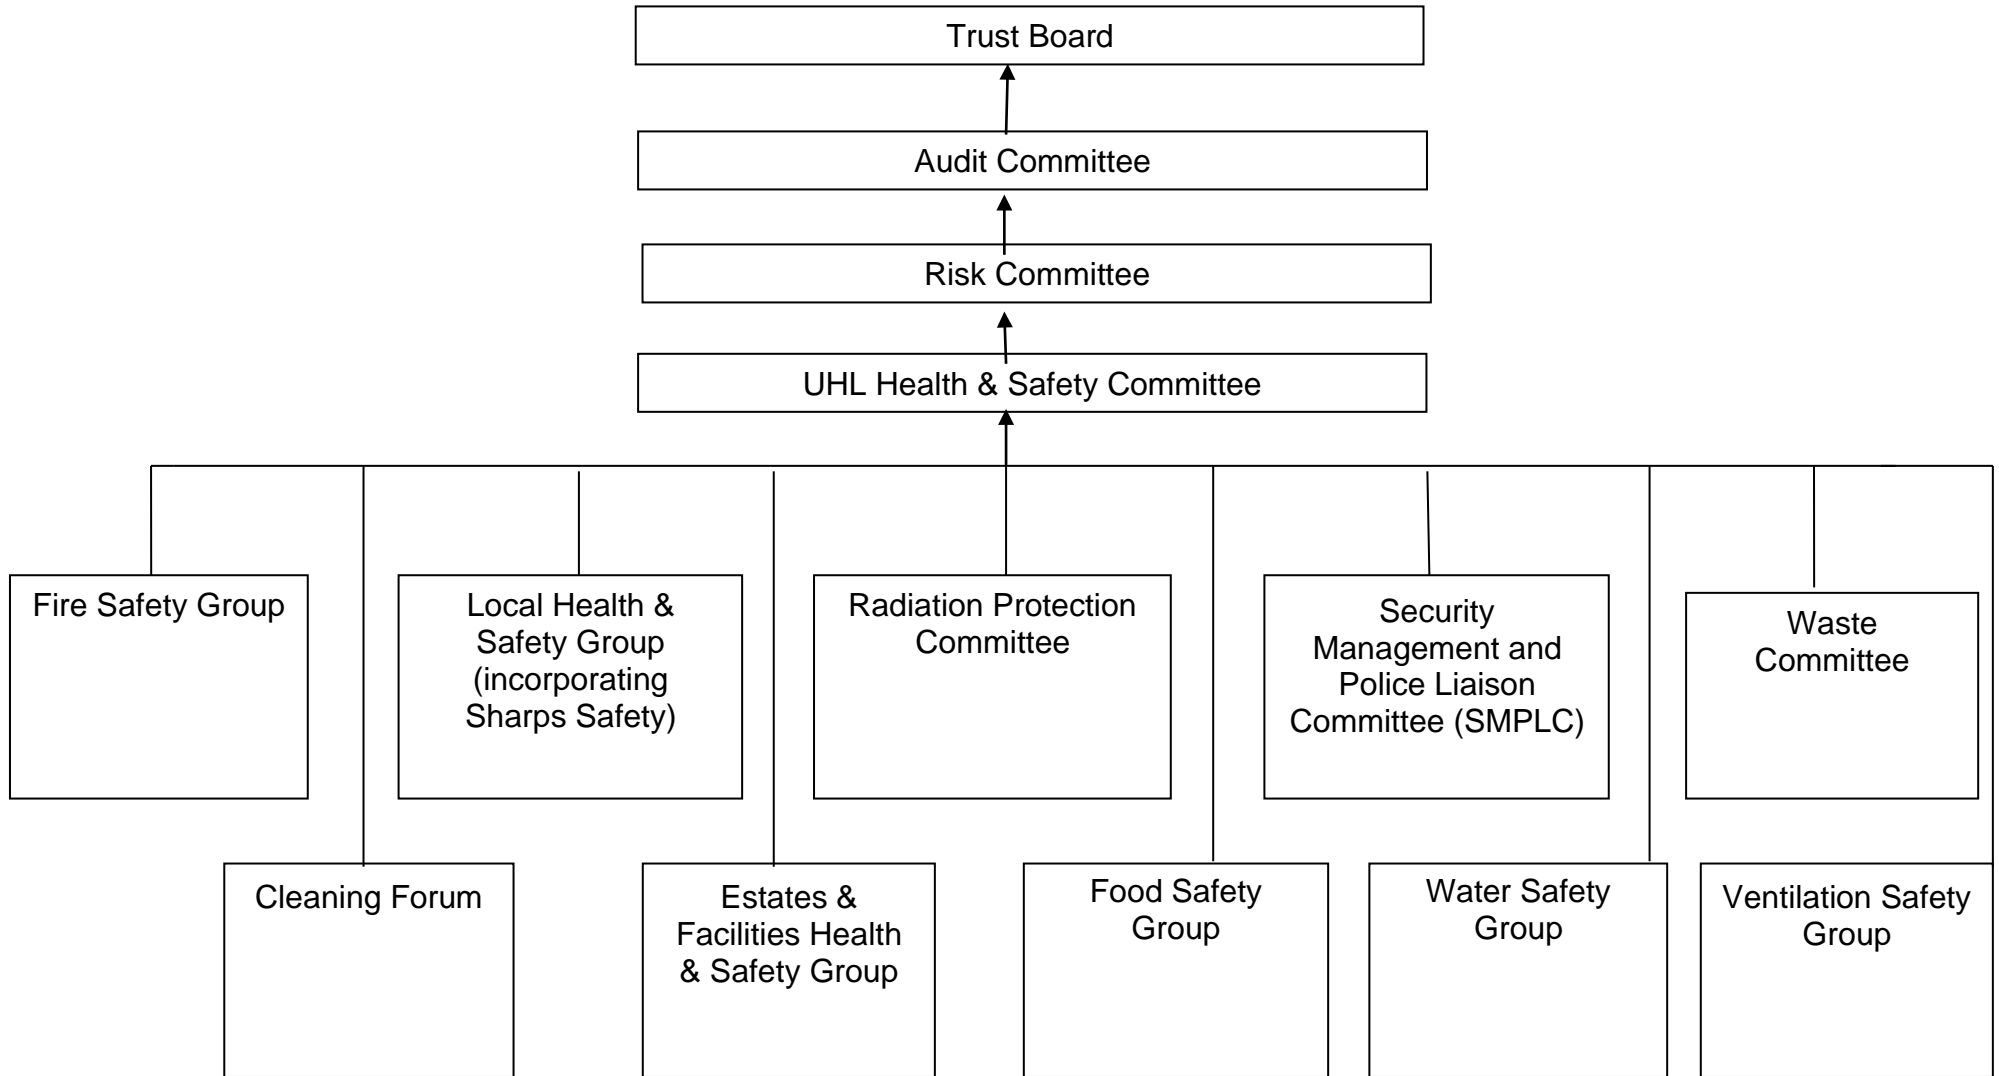 Trust Board
Audit Committee
Risk Committee
UHL Health & Safety Committee
Fire Safety Group
Local Health &
Safety Group
(incorporating
Sharps Safety)
Radiation Protection
Committee
Security
Management and
Police Liaison
Committee (SMPLC)
Waste
Committee
Cleaning Forum
Estates &
Facilities Health
& Safety Group
Food Safety
Group
Water Safety
Group
Ventilation Safety
Group